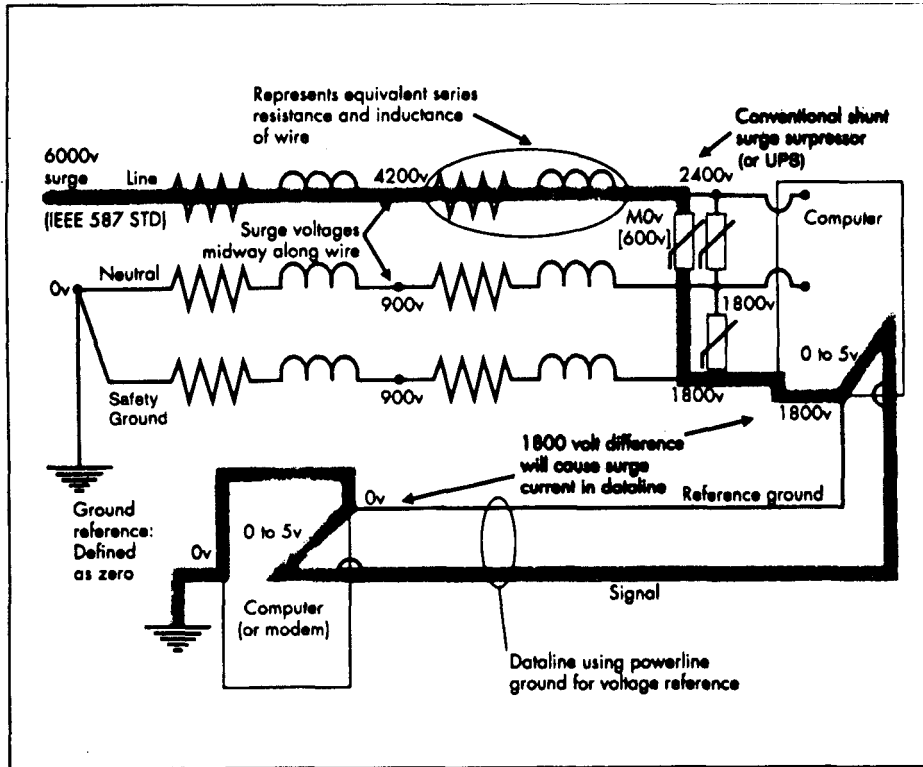 Represents equivalent series
resistance and inductance
of wire
Conventional shunt
surge surpressor
(or UPS)
6000v
surge
Line
(IEEE 587 STD)
4200v
2400v
Surge voltages
midway along wire
M0v
[600v]
Computer
Neutral
0v
900v
1800v
0 to 5v
Safety
Ground
900v
1800v
1800v
1800 volt difference
will cause surge
current in dataline
Ground
reference:
Defined
as zero
0v
Reference ground
0 to 5v
0v
Signal
Computer
(or modem)
Dataline using powerline
ground for voltage reference